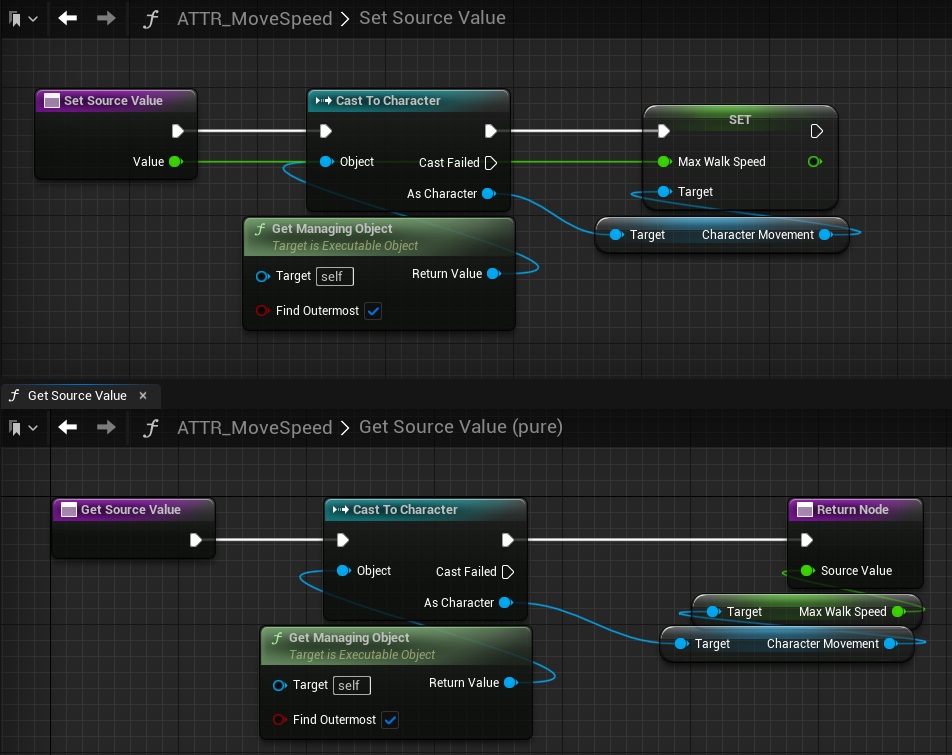 ATTR_MoveSpeed > Set Source Value
Set Source Value
Value
Cast To Character
Object
Cast Failed
As Character
SET
Max Walk Speed
Target
Target Character Movement
f Get Managing Object
Target is Executable Object
Target self
Return Value
Find Outermost
f Get Source Value ×
f ATTR_MoveSpeed > Get Source Value (pure)
Get Source Value
Cast To Character
Object
Cast Failed
As Character
Return Node
Source Value
Target Max Walk Speed
Target Character Movement
f Get Managing Object
Target is Executable Object
Target self
Return Value
Find Outermost